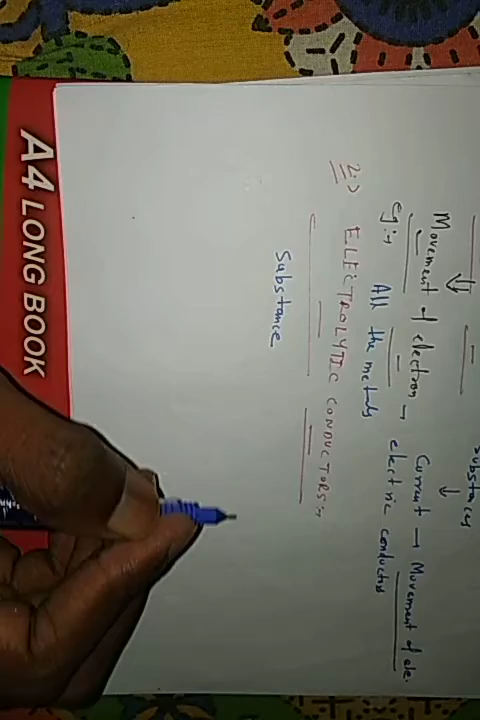 Substances
↓
Movement of electron → Current → Movement of ele.
eg:→ All the metals electric conductors
2:> ELECTROLYTIC CONDUCTORS:→
Substance
A4 LONG BOOK